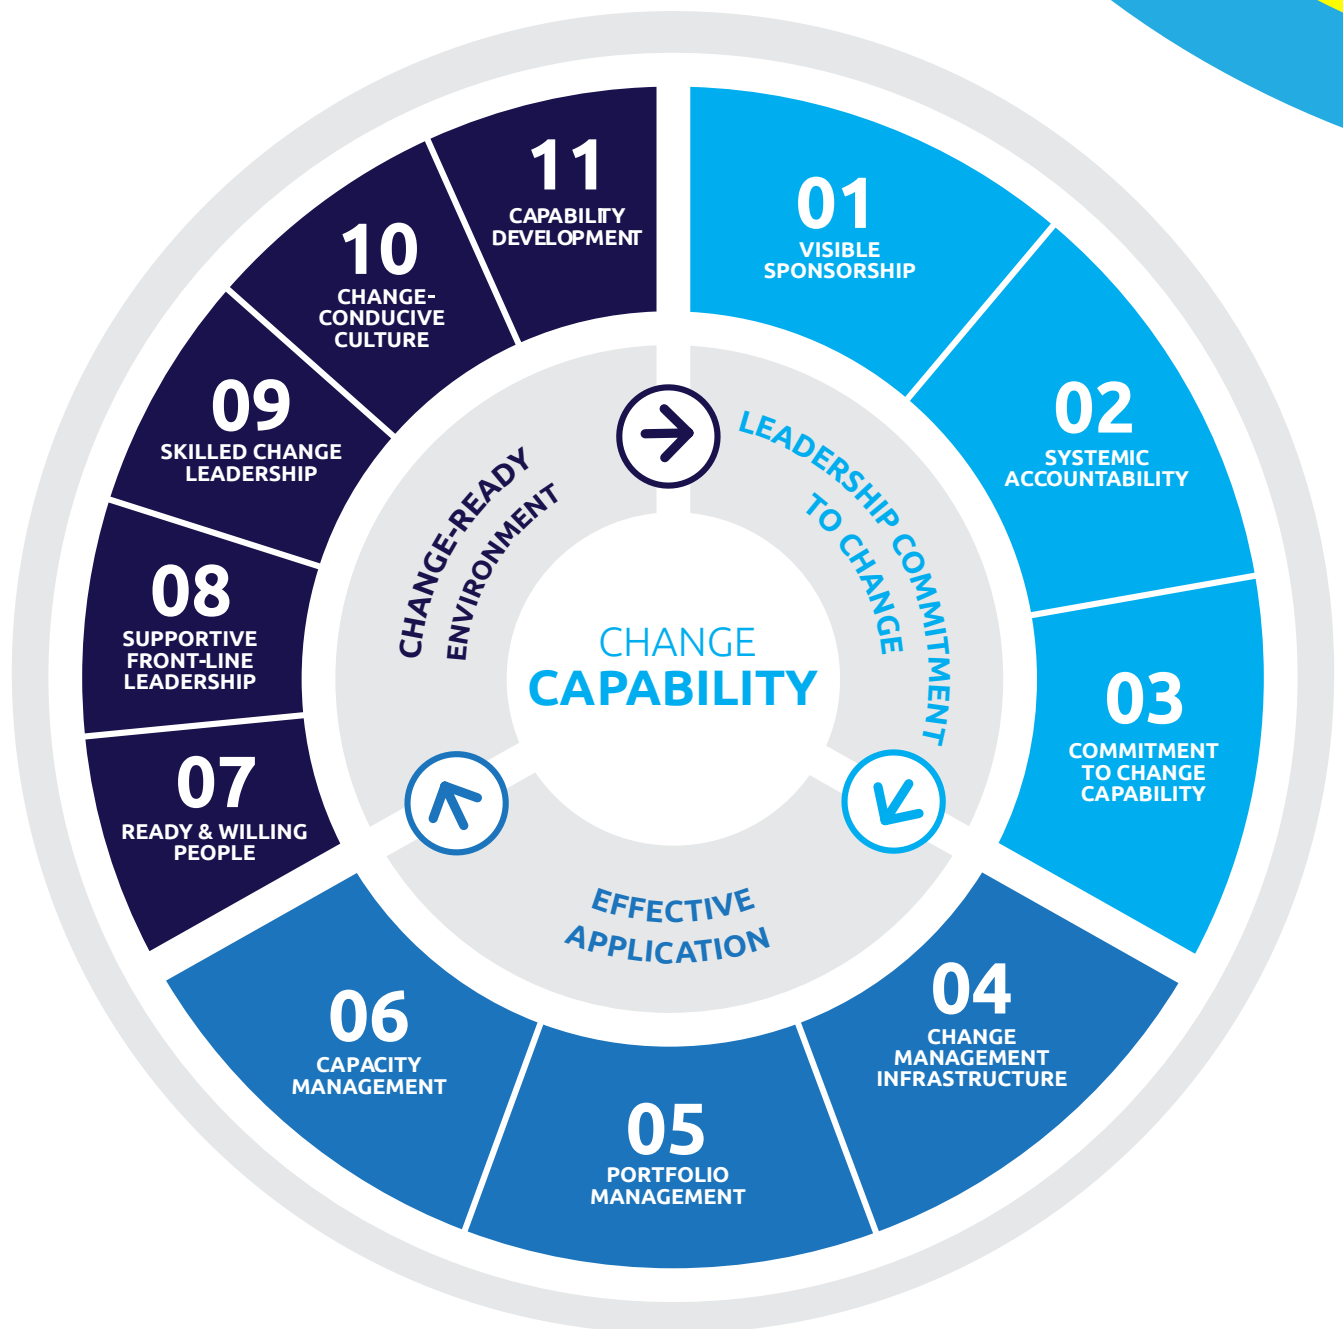 CHANGE
CAPABILITY
LEADERSHIP COMMITMENT
TO CHANGE
EFFECTIVE
APPLICATION
CHANGE-READY
ENVIRONMENT
01
VISIBLE
SPONSORSHIP
02
SYSTEMIC
ACCOUNTABILITY
03
COMMITMENT
TO CHANGE
CAPABILITY
04
CHANGE
MANAGEMENT
INFRASTRUCTURE
05
PORTFOLIO
MANAGEMENT
06
CAPACITY
MANAGEMENT
07
READY & WILLING
PEOPLE
08
SUPPORTIVE
FRONT-LINE
LEADERSHIP
09
SKILLED CHANGE
LEADERSHIP
10
CHANGE-
CONDUCIVE
CULTURE
11
CAPABILITY
DEVELOPMENT